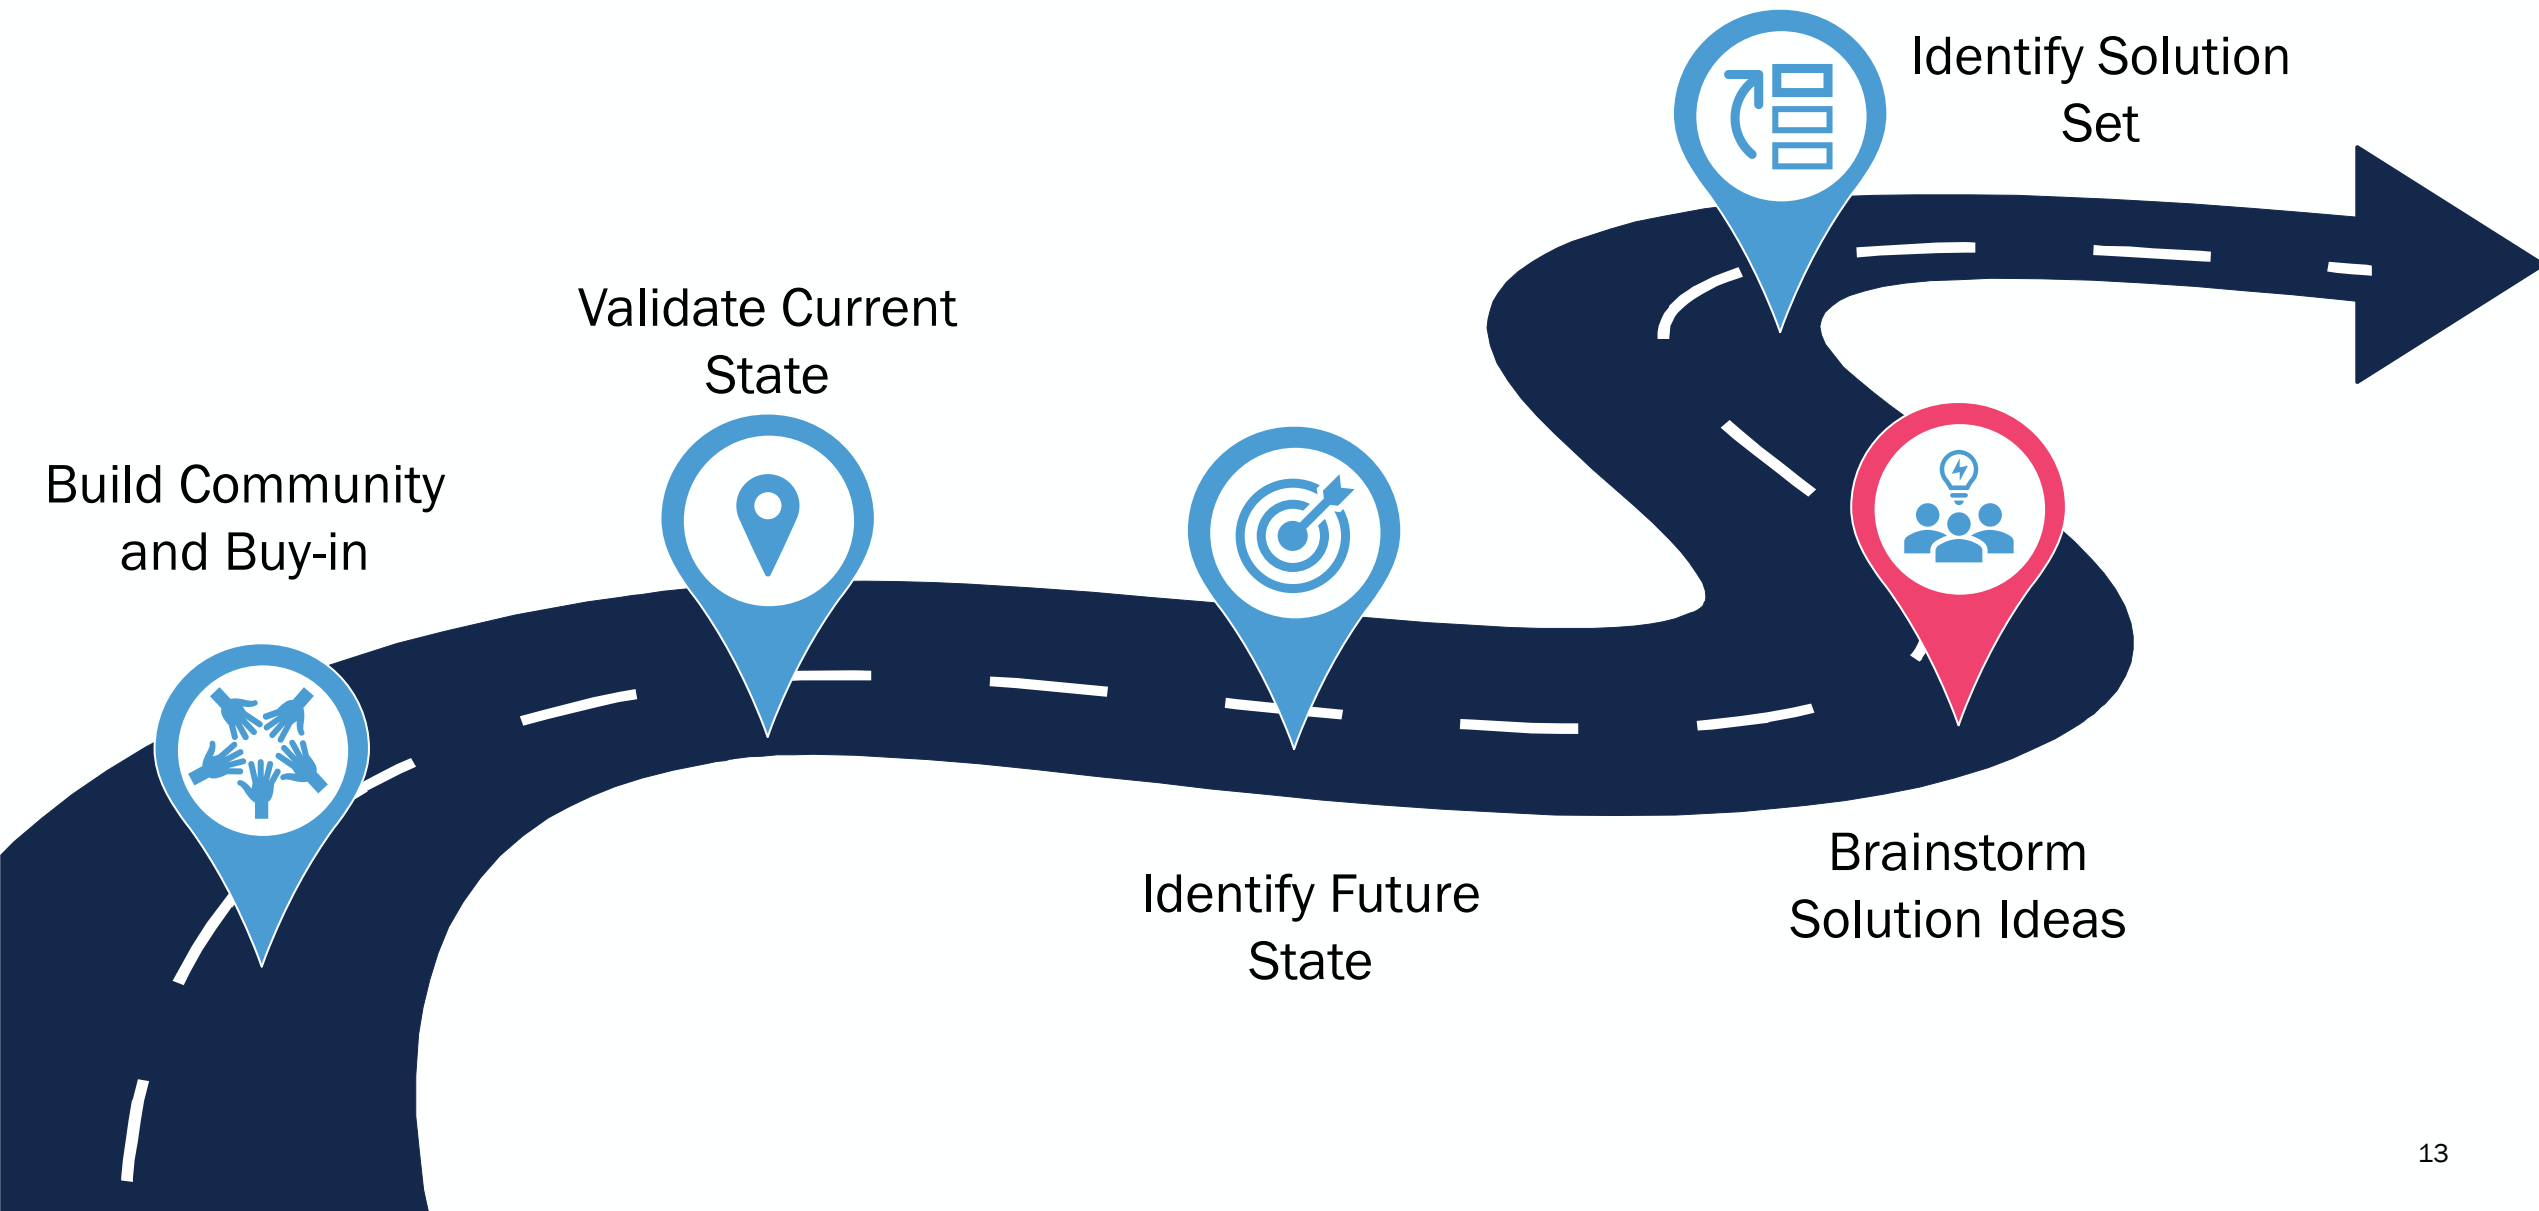 Build Community
and Buy-in
Validate Current
State
Identify Future
State
Brainstorm
Solution Ideas
Identify Solution
Set
13